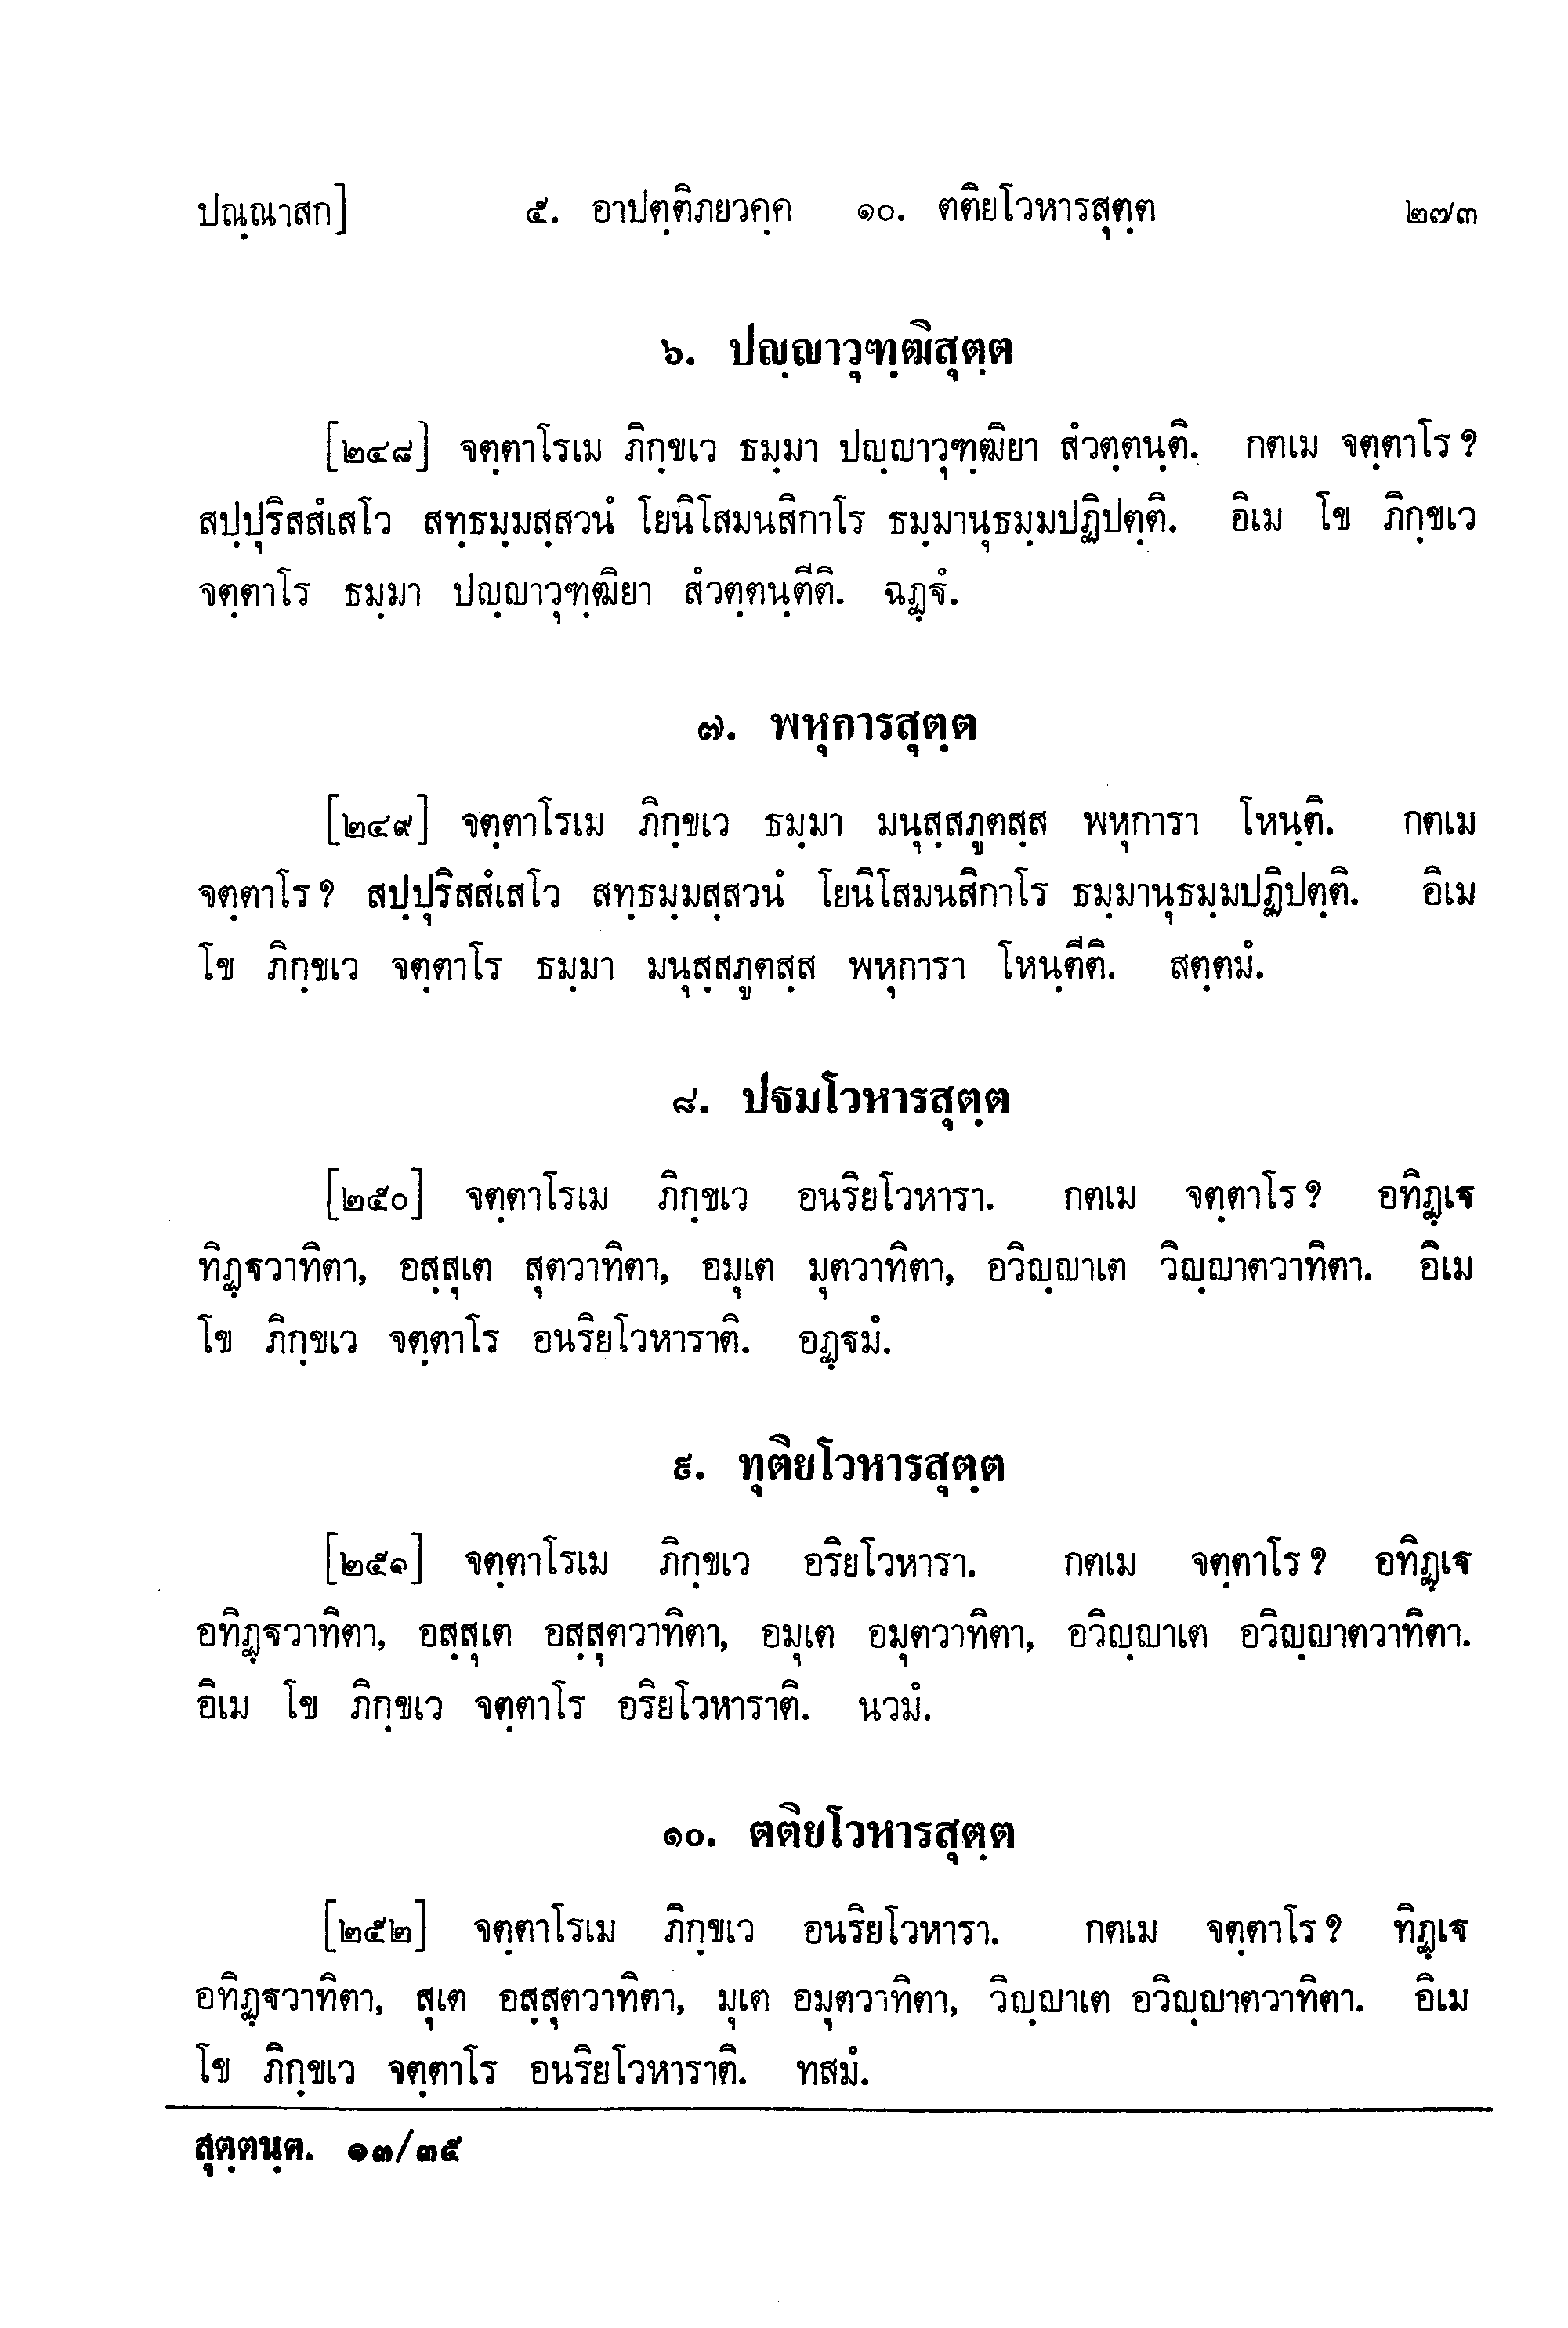 ปณฺณาสก] ๕. อาปตฺติภยวคฺค ๑๐. ตติยโวหารสุตฺต ๒๗๓
๖. ปญฺญาวุฑฺฒิสุตฺต
[๒๔๘] จตฺตาโรเม ภิกฺขเว ธมฺมา ปญฺญาวุฑฺฒิยา สํวตฺตนฺติ. กตเม จตฺตาโร ?
สปฺปุริสสํเสโว สทฺธมฺมสฺสวนํ โยนิโสมนสิกาโร ธมฺมานุธมฺมปฏิปตฺติ. อิเม โข ภิกฺขเว
จตฺตาโร ธมฺมา ปญฺญาวุฑฺฒิยา สํวตฺตนฺตีติ. ฉฏฺฐํ.
๗. พหุการสุตฺต
[๒๔๙] จตฺตาโรเม ภิกฺขเว ธมฺมา มนุสฺสภูตสฺส พหุการา โหนฺติ. กตเม
จตฺตาโร ? สปฺปุริสสํเสโว สทฺธมฺมสฺสวนํ โยนิโสมนสิกาโร ธมฺมานุธมฺมปฏิปตฺติ. อิเม
โข ภิกฺขเว จตฺตาโร ธมฺมา มนุสฺสภูตสฺส พหุการา โหนฺตีติ. สตฺตมํ.
๘. ปฐมโวหารสุตฺต
[๒๕๐] จตฺตาโรเม ภิกฺขเว อนริยโวหารา. กตเม จตฺตาโร ? อทิฏฺเฐ
ทิฏฺฐวาทิตา, อสฺสุเต สุตวาทิตา, อมุเต มุตวาทิตา, อวิญฺญาเต วิญฺญาตวาทิตา. อิเม
โข ภิกฺขเว จตฺตาโร อนริยโวหาราติ. อฏฺฐมํ.
๙. ทุติยโวหารสุตฺต
[๒๕๑] จตฺตาโรเม ภิกฺขเว อริยโวหารา. กตเม จตฺตาโร ? อทิฏฺเฐ
อทิฏฺฐวาทิตา, อสฺสุเต อสฺสุตวาทิตา, อมุเต อมุตวาทิตา, อวิญฺญาเต อวิญฺญาตวาทิตา.
อิเม โข ภิกฺขเว จตฺตาโร อริยโวหาราติ. นวมํ.
๑๐. ตติยโวหารสุตฺต
[๒๕๒] จตฺตาโรเม ภิกฺขเว อนริยโวหารา. กตเม จตฺตาโร ? ทิฏฺเฐ
อทิฏฺฐวาทิตา, สุเต อสฺสุตวาทิตา, มุเต อมุตวาทิตา, วิญฺญาเต อวิญฺญาตวาทิตา. อิเม
โข ภิกฺขเว จตฺตาโร อนริยโวหาราติ. ทสมํ.
สุตฺตนฺต. ๑๓/๓๕